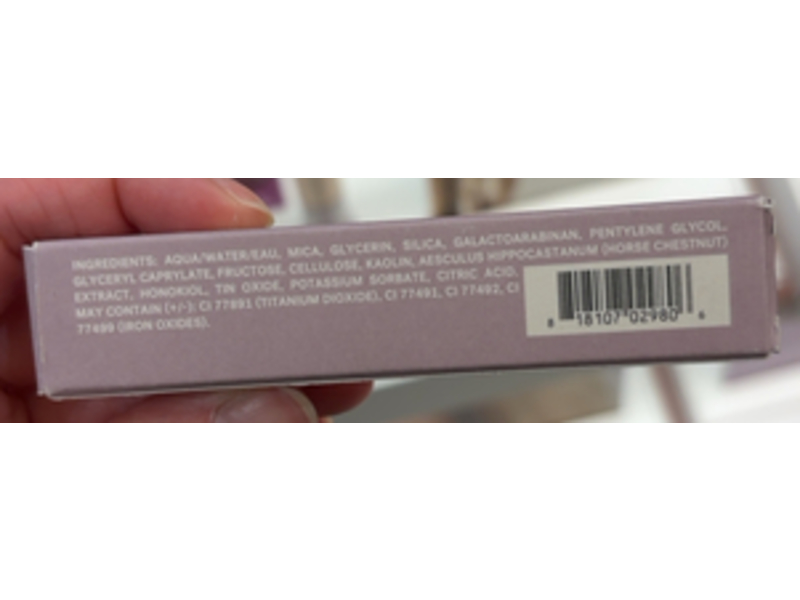 INGREDIENTS: AQUA/WATER/EAU, MICA, GLYCERIN, SILICA, GALACTOARABINAN, PENTYLENE GLYCOL,
GLYCERYL CAPRYLATE, FRUCTOSE, CELLULOSE, KAOLIN, AESCULUS HIPPOCASTANUM (HORSE CHESTNUT)
EXTRACT, HONOKIOL, TIN OXIDE, POTASSIUM SORBATE, CITRIC ACID.
MAY CONTAIN (+/-): CI 77891 (TITANIUM DIOXIDE), CI 77491, CI 77492, CI
77499 (IRON OXIDES).
8 18107 02980 6